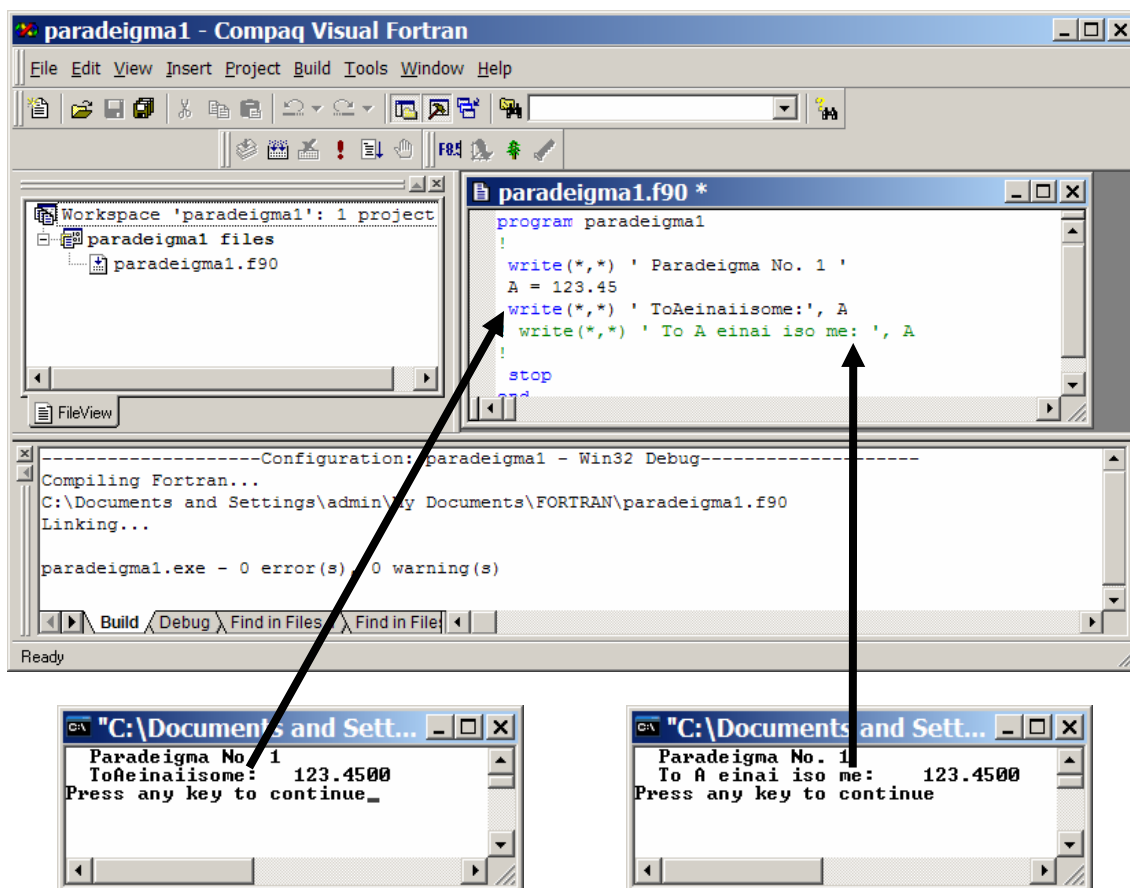 paradeigma1 - Compaq Visual Fortran
File Edit View Insert Project Build Tools Window Help
F8.5
Workspace 'paradeigma1': 1 project
paradeigma1 files
paradeigma1.f90
FileView
paradeigma1.f90 *
program paradeigma1
!
write(*,*) ' Paradeigma No. 1 '
A = 123.45
write(*,*) ' ToAeinaiisome:', A
write(*,*) ' To A einai iso me: ', A
!
stop
end
--------------------Configuration: paradeigma1 - Win32 Debug--------------------
Compiling Fortran...
C:\Documents and Settings\admin\My Documents\FORTRAN\paradeigma1.f90
Linking...
paradeigma1.exe - 0 error(s), 0 warning(s)
Build Debug Find in Files Find in Files
Ready
"C:\Documents and Sett...
Paradeigma No. 1
ToAeinaiisome: 123.4500
Press any key to continue_
"C:\Documents and Sett...
Paradeigma No. 1
To A einai iso me: 123.4500
Press any key to continue